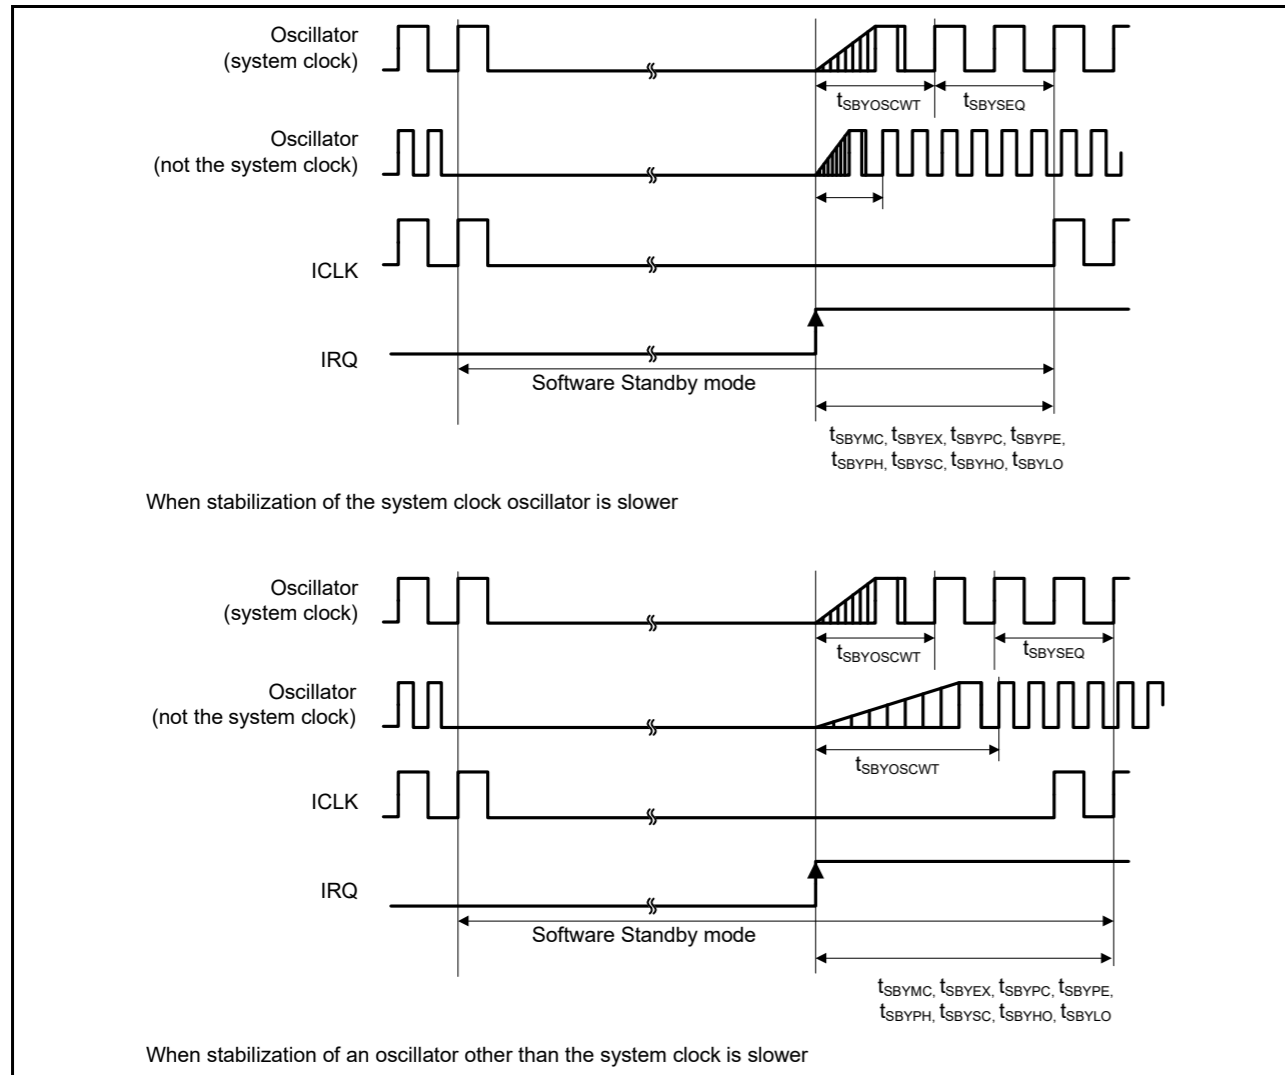 Oscillator
(system clock)
tSBYOSCWT
tSBYSEQ
Oscillator
(not the system clock)
ICLK
IRQ
Software Standby mode
tSBYMC, tSBYEX, tSBYPC, tSBYPE,
tSBYPH, tSBYSC, tSBYHO, tSBYLO
When stabilization of the system clock oscillator is slower
Oscillator
(system clock)
tSBYOSCWT
tSBYSEQ
Oscillator
(not the system clock)
tSBYOSCWT
ICLK
IRQ
Software Standby mode
tSBYMC, tSBYEX, tSBYPC, tSBYPE,
tSBYPH, tSBYSC, tSBYHO, tSBYLO
When stabilization of an oscillator other than the system clock is slower